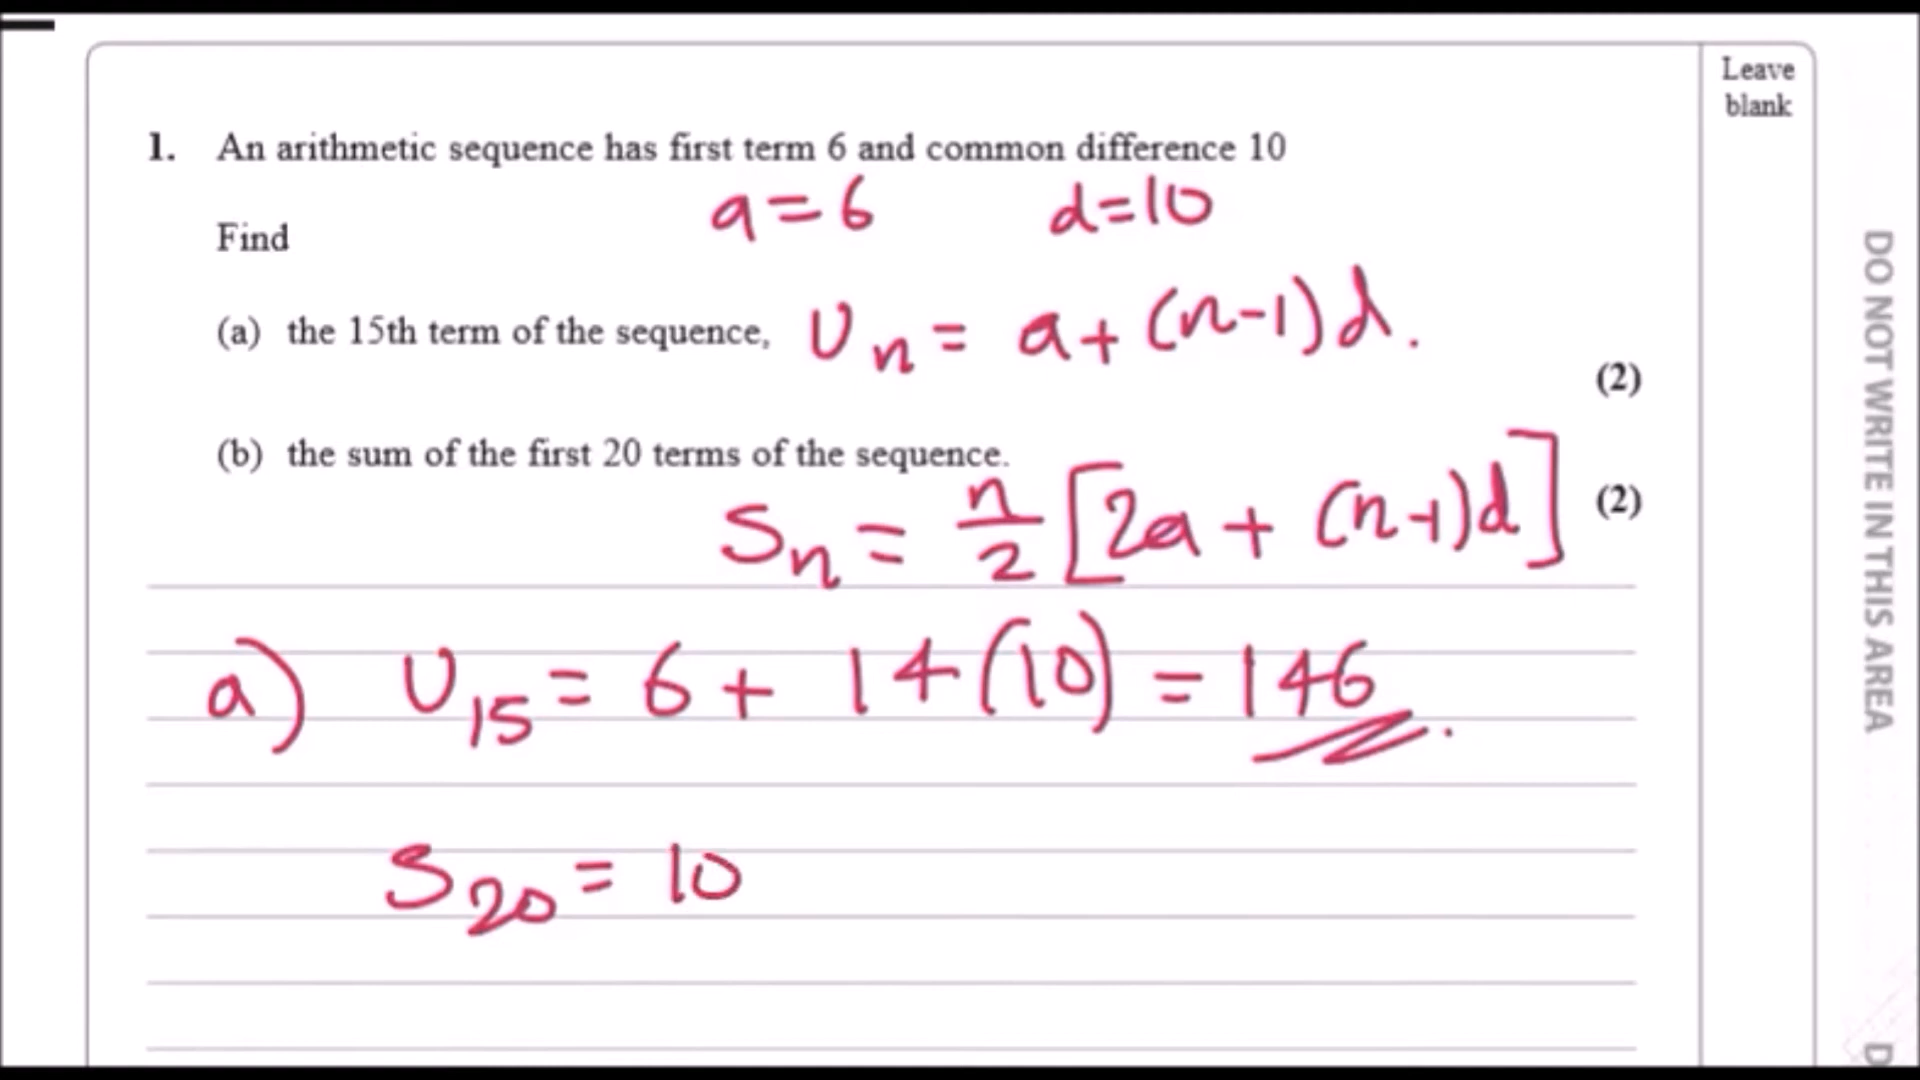 Leave
blank
1. An arithmetic sequence has first term 6 and common difference 10
a = 6 d = 10
Find
(a) the 15th term of the sequence, Un = a + (n-1)d.
(2)
(b) the sum of the first 20 terms of the sequence.
Sn = n/2 [2a + (n-1)d] (2)
a) U15 = 6 + 14(10) = 146.
S20 = 10
DO NOT WRITE IN THIS AREA
D